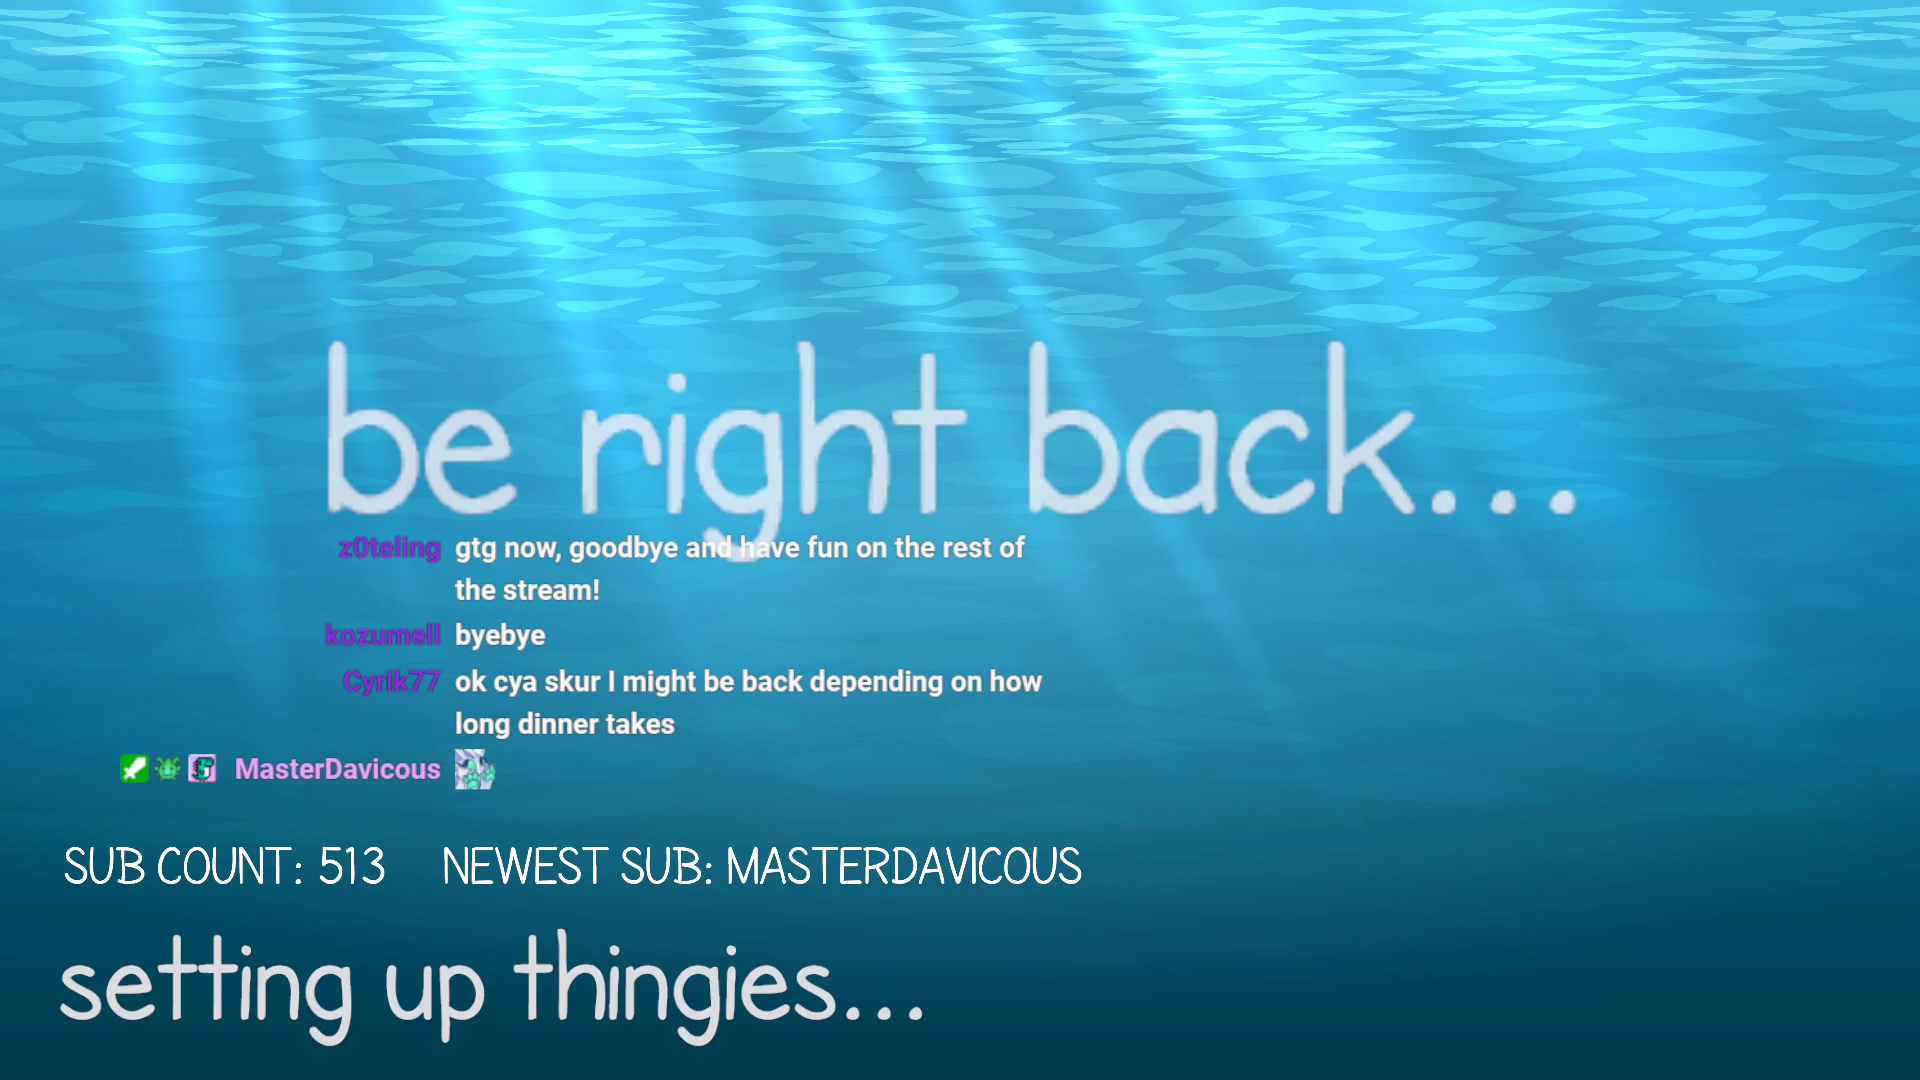 be right back...
z0teling gtg now, goodbye and have fun on the rest of
the stream!
kozumell byebye
Cyrik77 ok cya skur I might be back depending on how
long dinner takes
MasterDavicous
SUB COUNT: 513 NEWEST SUB: MASTERDAVICOUS
setting up thingies...